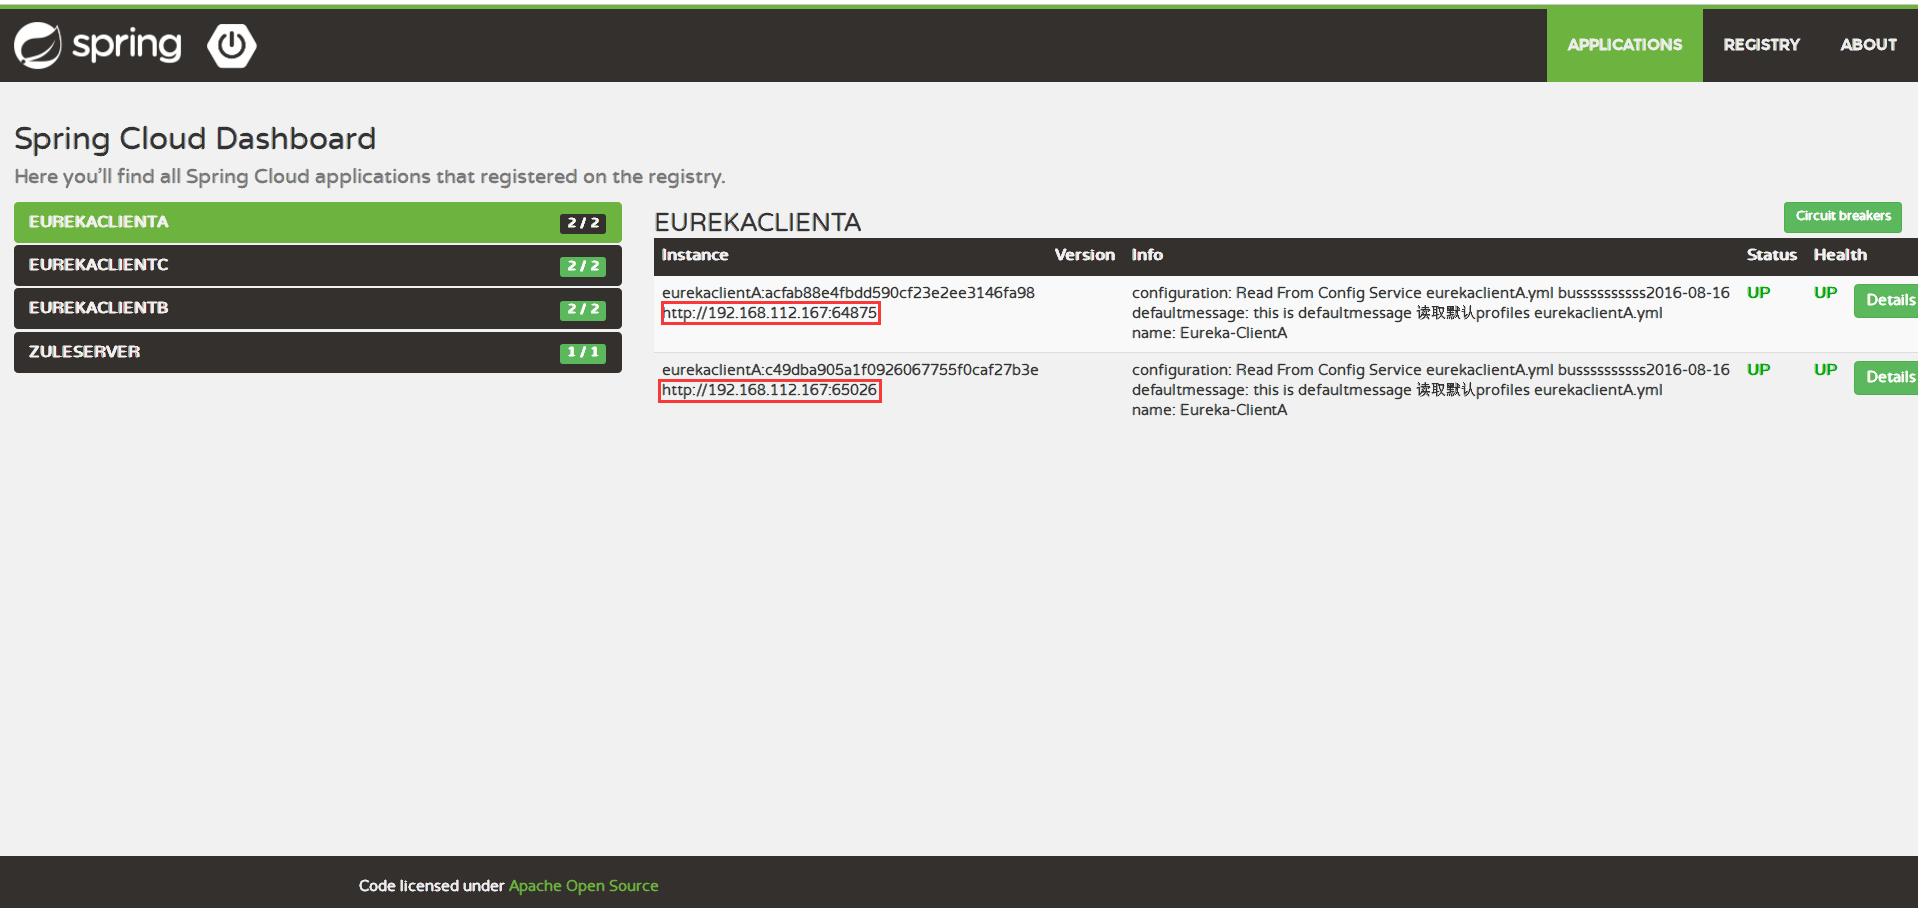 spring
APPLICATIONS REGISTRY ABOUT
Spring Cloud Dashboard
Here you'll find all Spring Cloud applications that registered on the registry.
EUREKACLIENTA 2 / 2
EUREKACLIENTC 2 / 2
EUREKACLIENTB 2 / 2
ZULESERVER 1 / 1
EUREKACLIENTA Circuit breakers
Instance Version Info Status Health
eurekaclientA:acfab88e4fbdd590cf23e2ee3146fa98
http://192.168.112.167:64875
configuration: Read From Config Service eurekaclientA.yml bussssssssss2016-08-16
defaultmessage: this is defaultmessage 读取默认profiles eurekaclientA.yml
name: Eureka-ClientA
UP UP Details
eurekaclientA:c49dba905a1f0926067755f0caf27b3e
http://192.168.112.167:65026
configuration: Read From Config Service eurekaclientA.yml bussssssssss2016-08-16
defaultmessage: this is defaultmessage 读取默认profiles eurekaclientA.yml
name: Eureka-ClientA
UP UP Details
Code licensed under Apache Open Source